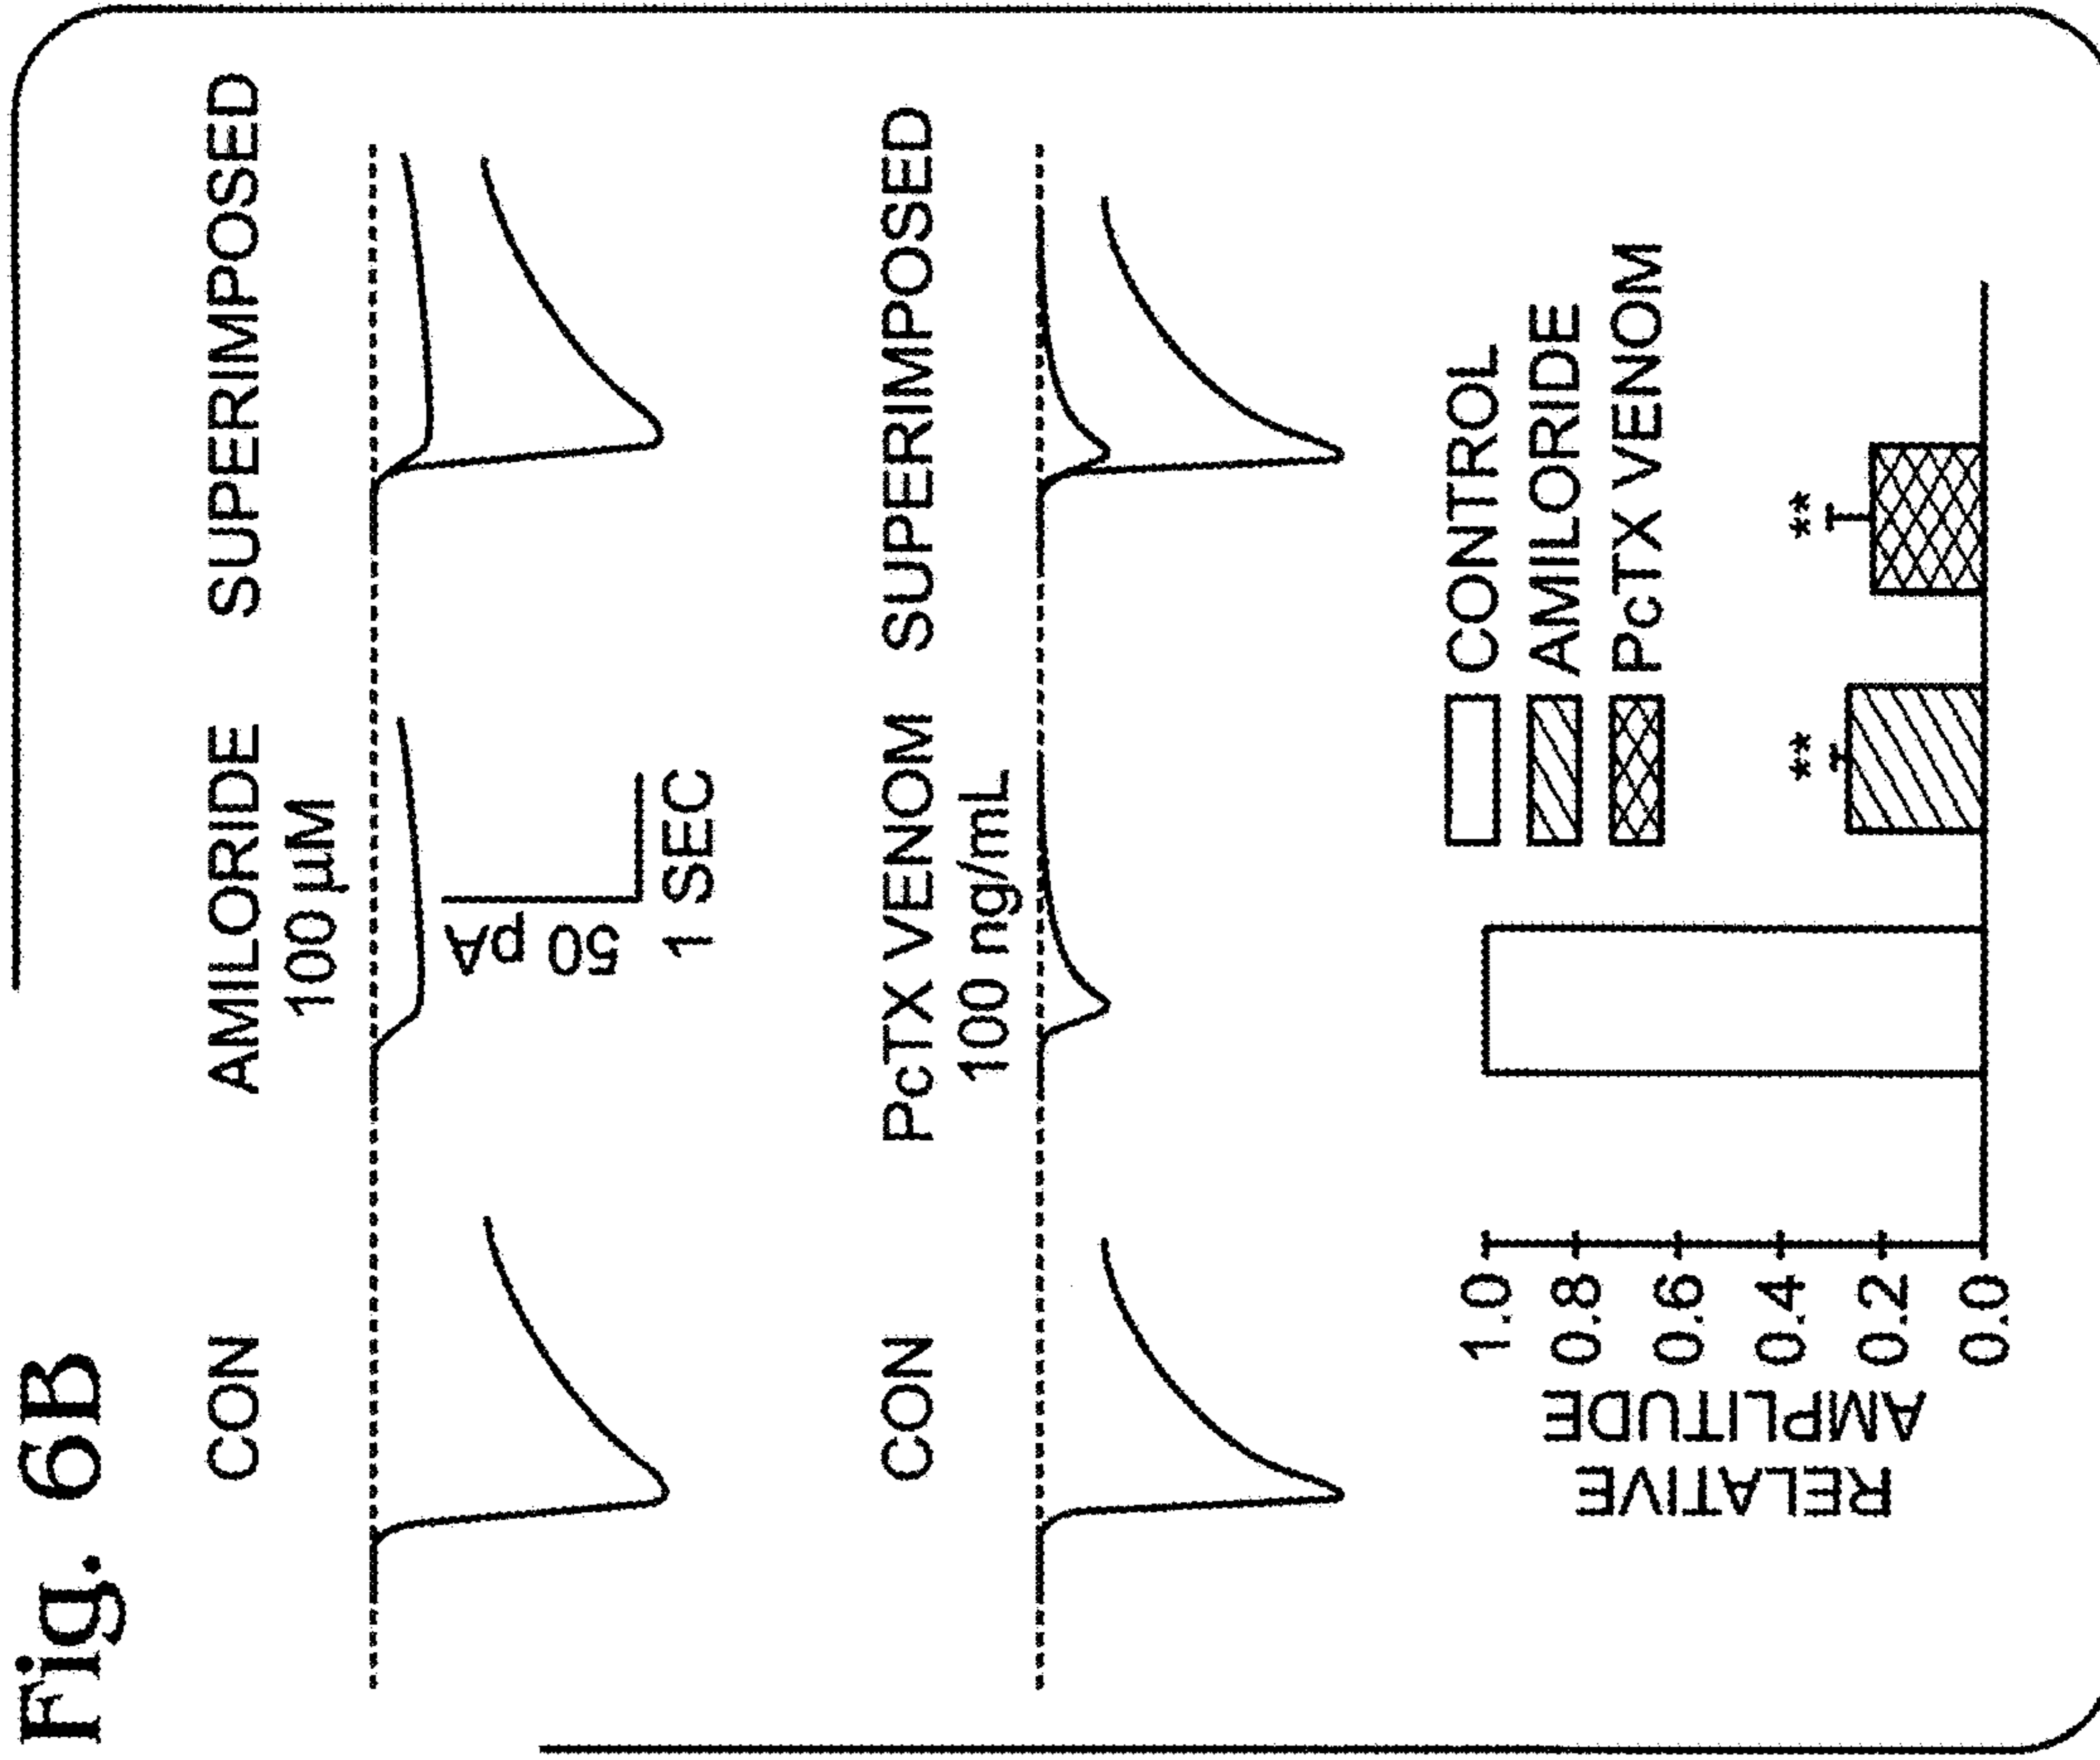 Fig. 6B
CON
AMILORIDE
100 µM
SUPERIMPOSED
50 pA
1 SEC
CON
PcTX VENOM
100 ng/mL
SUPERIMPOSED
CONTROL
AMILORIDE
PcTX VENOM
RELATIVE
AMPLITUDE
1.0
0.8
0.6
0.4
0.2
0.0
**
**